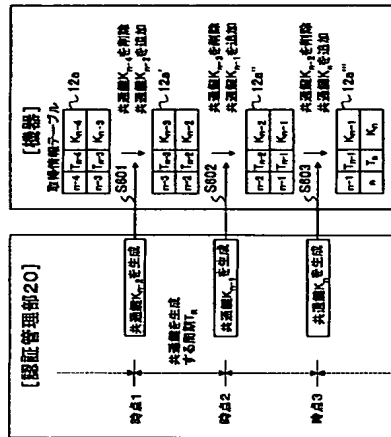 [機器]
取得情報テーブル
12a
n-4 Tn-4 Kn-4
n-3 Tn-3 Kn-3
共通鍵Kn-4を削除
共通鍵Kn-2を追加
S601
12a'
n-3 Tn-3 Kn-3
n-2 Tn-2 Kn-2
共通鍵Kn-3を削除
共通鍵Kn-1を追加
S602
12a''
n-2 Tn-2 Kn-2
n-1 Tn-1 Kn-1
共通鍵Kn-2を削除
共通鍵Knを追加
S603
12a'''
n-1 Tn-1 Kn-1
n Tn Kn
[認証管理部20]
共通鍵Kn-2を生成
共通鍵Kn-1を生成
共通鍵Knを生成
共通鍵を生成
する周期TR
時点1
時点2
時点3